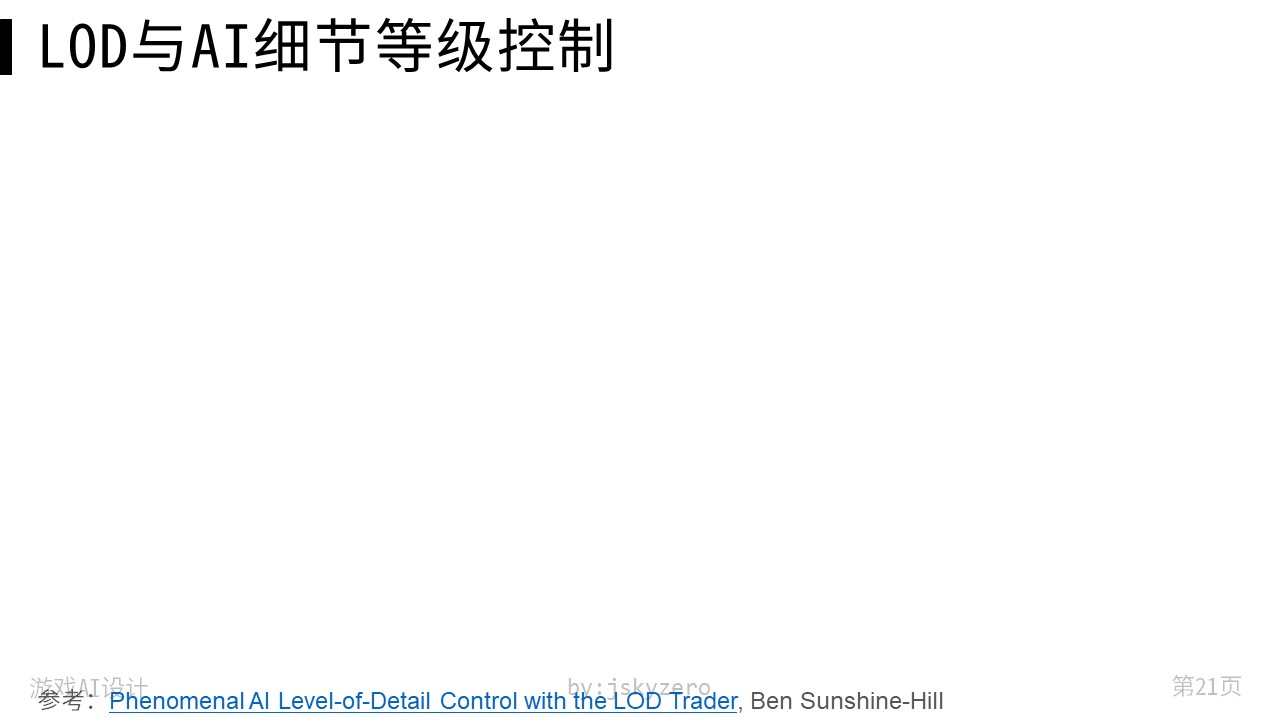 LOD与AI细节等级控制
游戏AI设计
by:jskyzero
第21页
参考：Phenomenal AI Level-of-Detail Control with the LOD Trader, Ben Sunshine-Hill